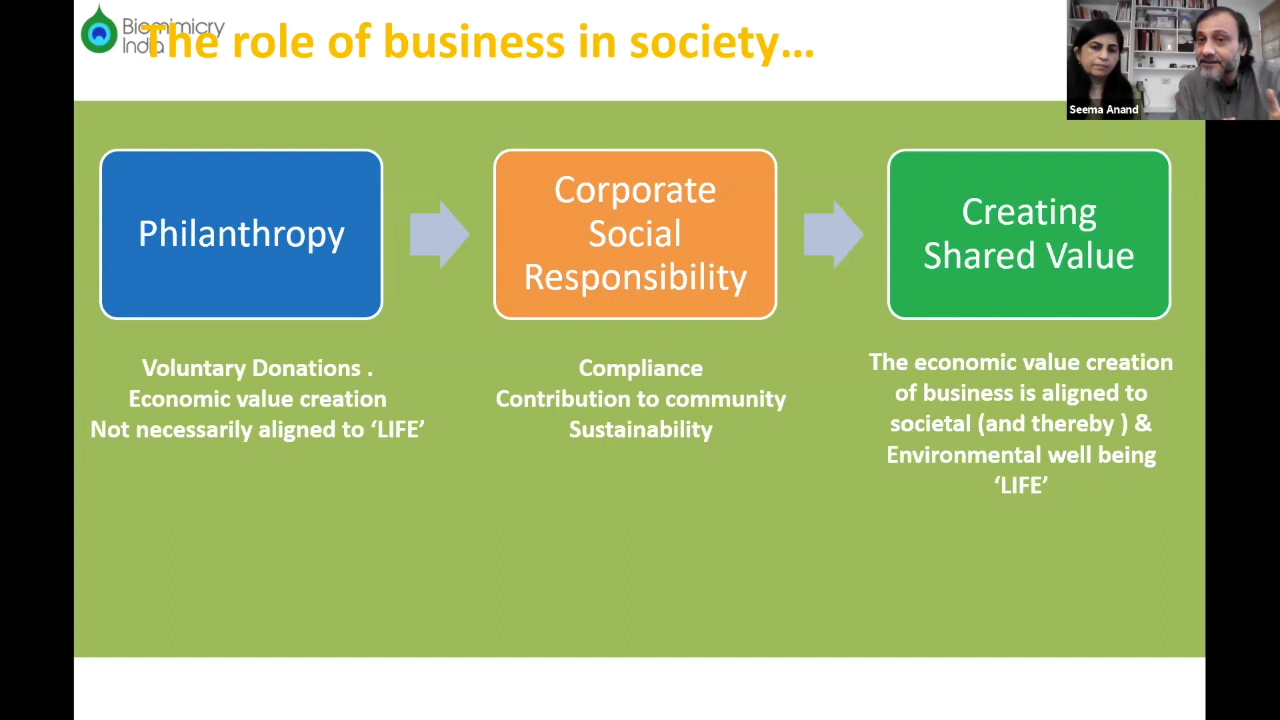 Biomimicry
India
The role of business in society...
Seema Anand
Philanthropy
Corporate
Social
Responsibility
Creating
Shared Value
Voluntary Donations .
Economic value creation
Not necessarily aligned to ‘LIFE’
Compliance
Contribution to community
Sustainability
The economic value creation
of business is aligned to
societal (and thereby ) &
Environmental well being
‘LIFE’